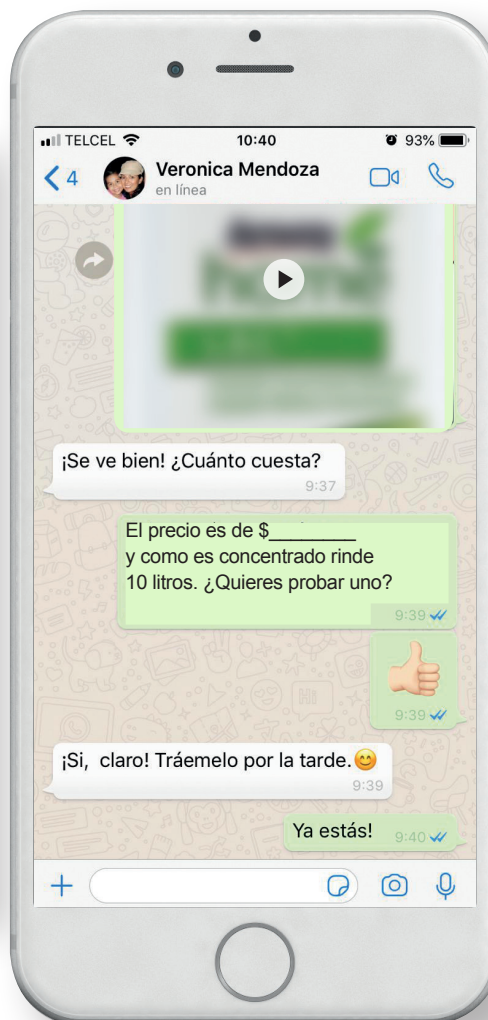 TELCEL
10:40
93%
4
Veronica Mendoza
en línea
home
¡Se ve bien! ¿Cuánto cuesta?
9:37
El precio es de $________
y como es concentrado rinde
10 litros. ¿Quieres probar uno?
9:39
9:39
¡Si, claro! Tráemelo por la tarde.😊
9:39
Ya estás!
9:40